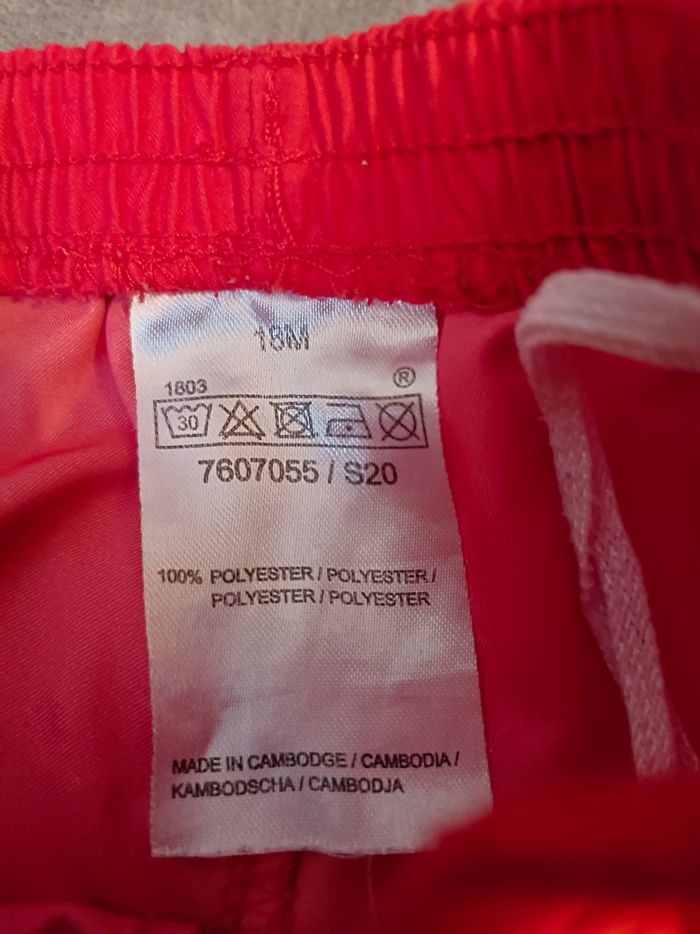 18M
1803 ®
30
7607055 / S20
100% POLYESTER / POLYESTER /
POLYESTER / POLYESTER
MADE IN CAMBODGE / CAMBODIA /
KAMBODSCHA / CAMBODJA